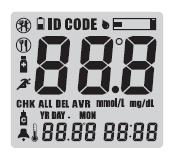 ID CODE
88.8
CHK ALL DEL AVR mmol/L mg/dL
YR DAY . MON
88.88 88:88